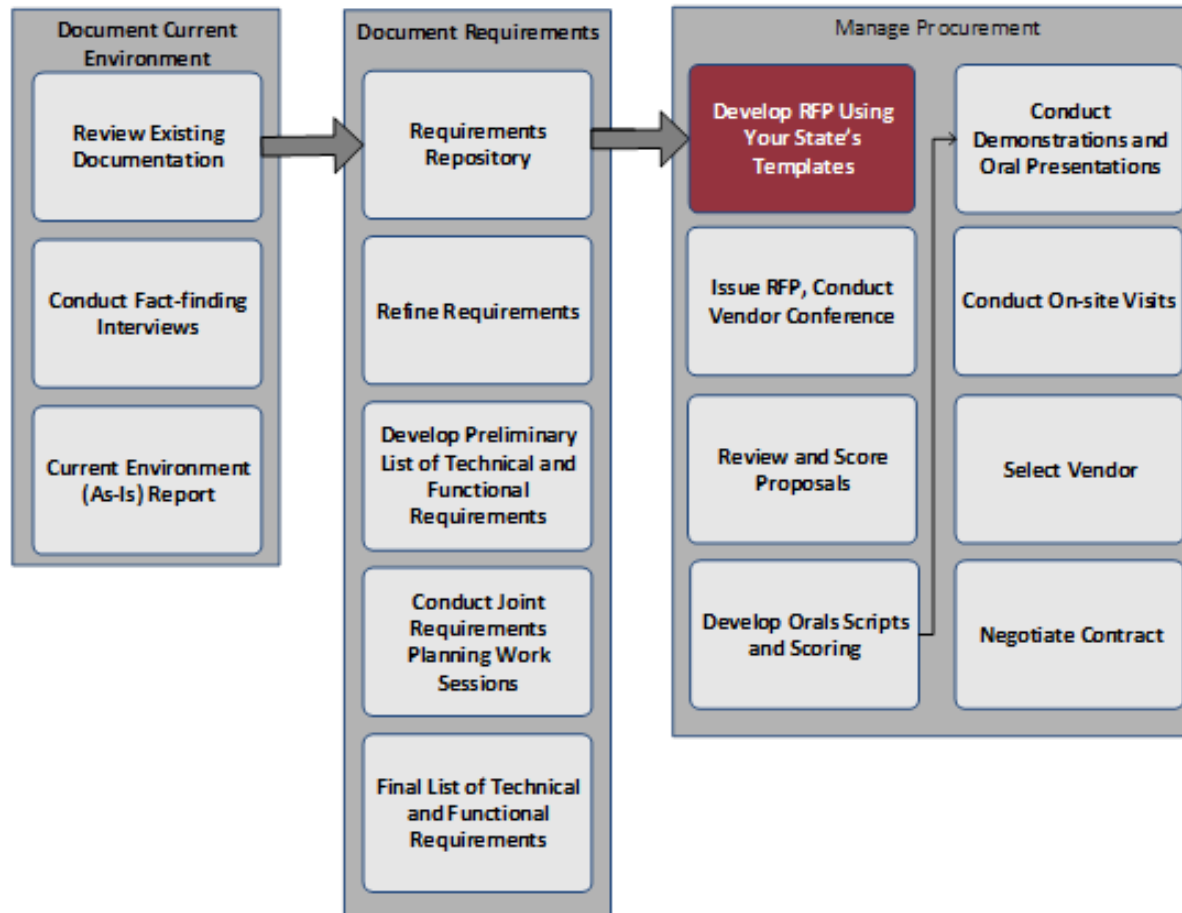 Document Current
Environment
Review Existing
Documentation
Conduct Fact-finding
Interviews
Current Environment
(As-Is) Report
Document Requirements
Requirements
Repository
Refine Requirements
Develop Preliminary
List of Technical and
Functional
Requirements
Conduct Joint
Requirements
Planning Work
Sessions
Final List of Technical
and Functional
Requirements
Manage Procurement
Develop RFP Using
Your State's
Templates
Issue RFP, Conduct
Vendor Conference
Review and Score
Proposals
Develop Orals Scripts
and Scoring
Conduct
Demonstrations and
Oral Presentations
Conduct On-site Visits
Select Vendor
Negotiate Contract